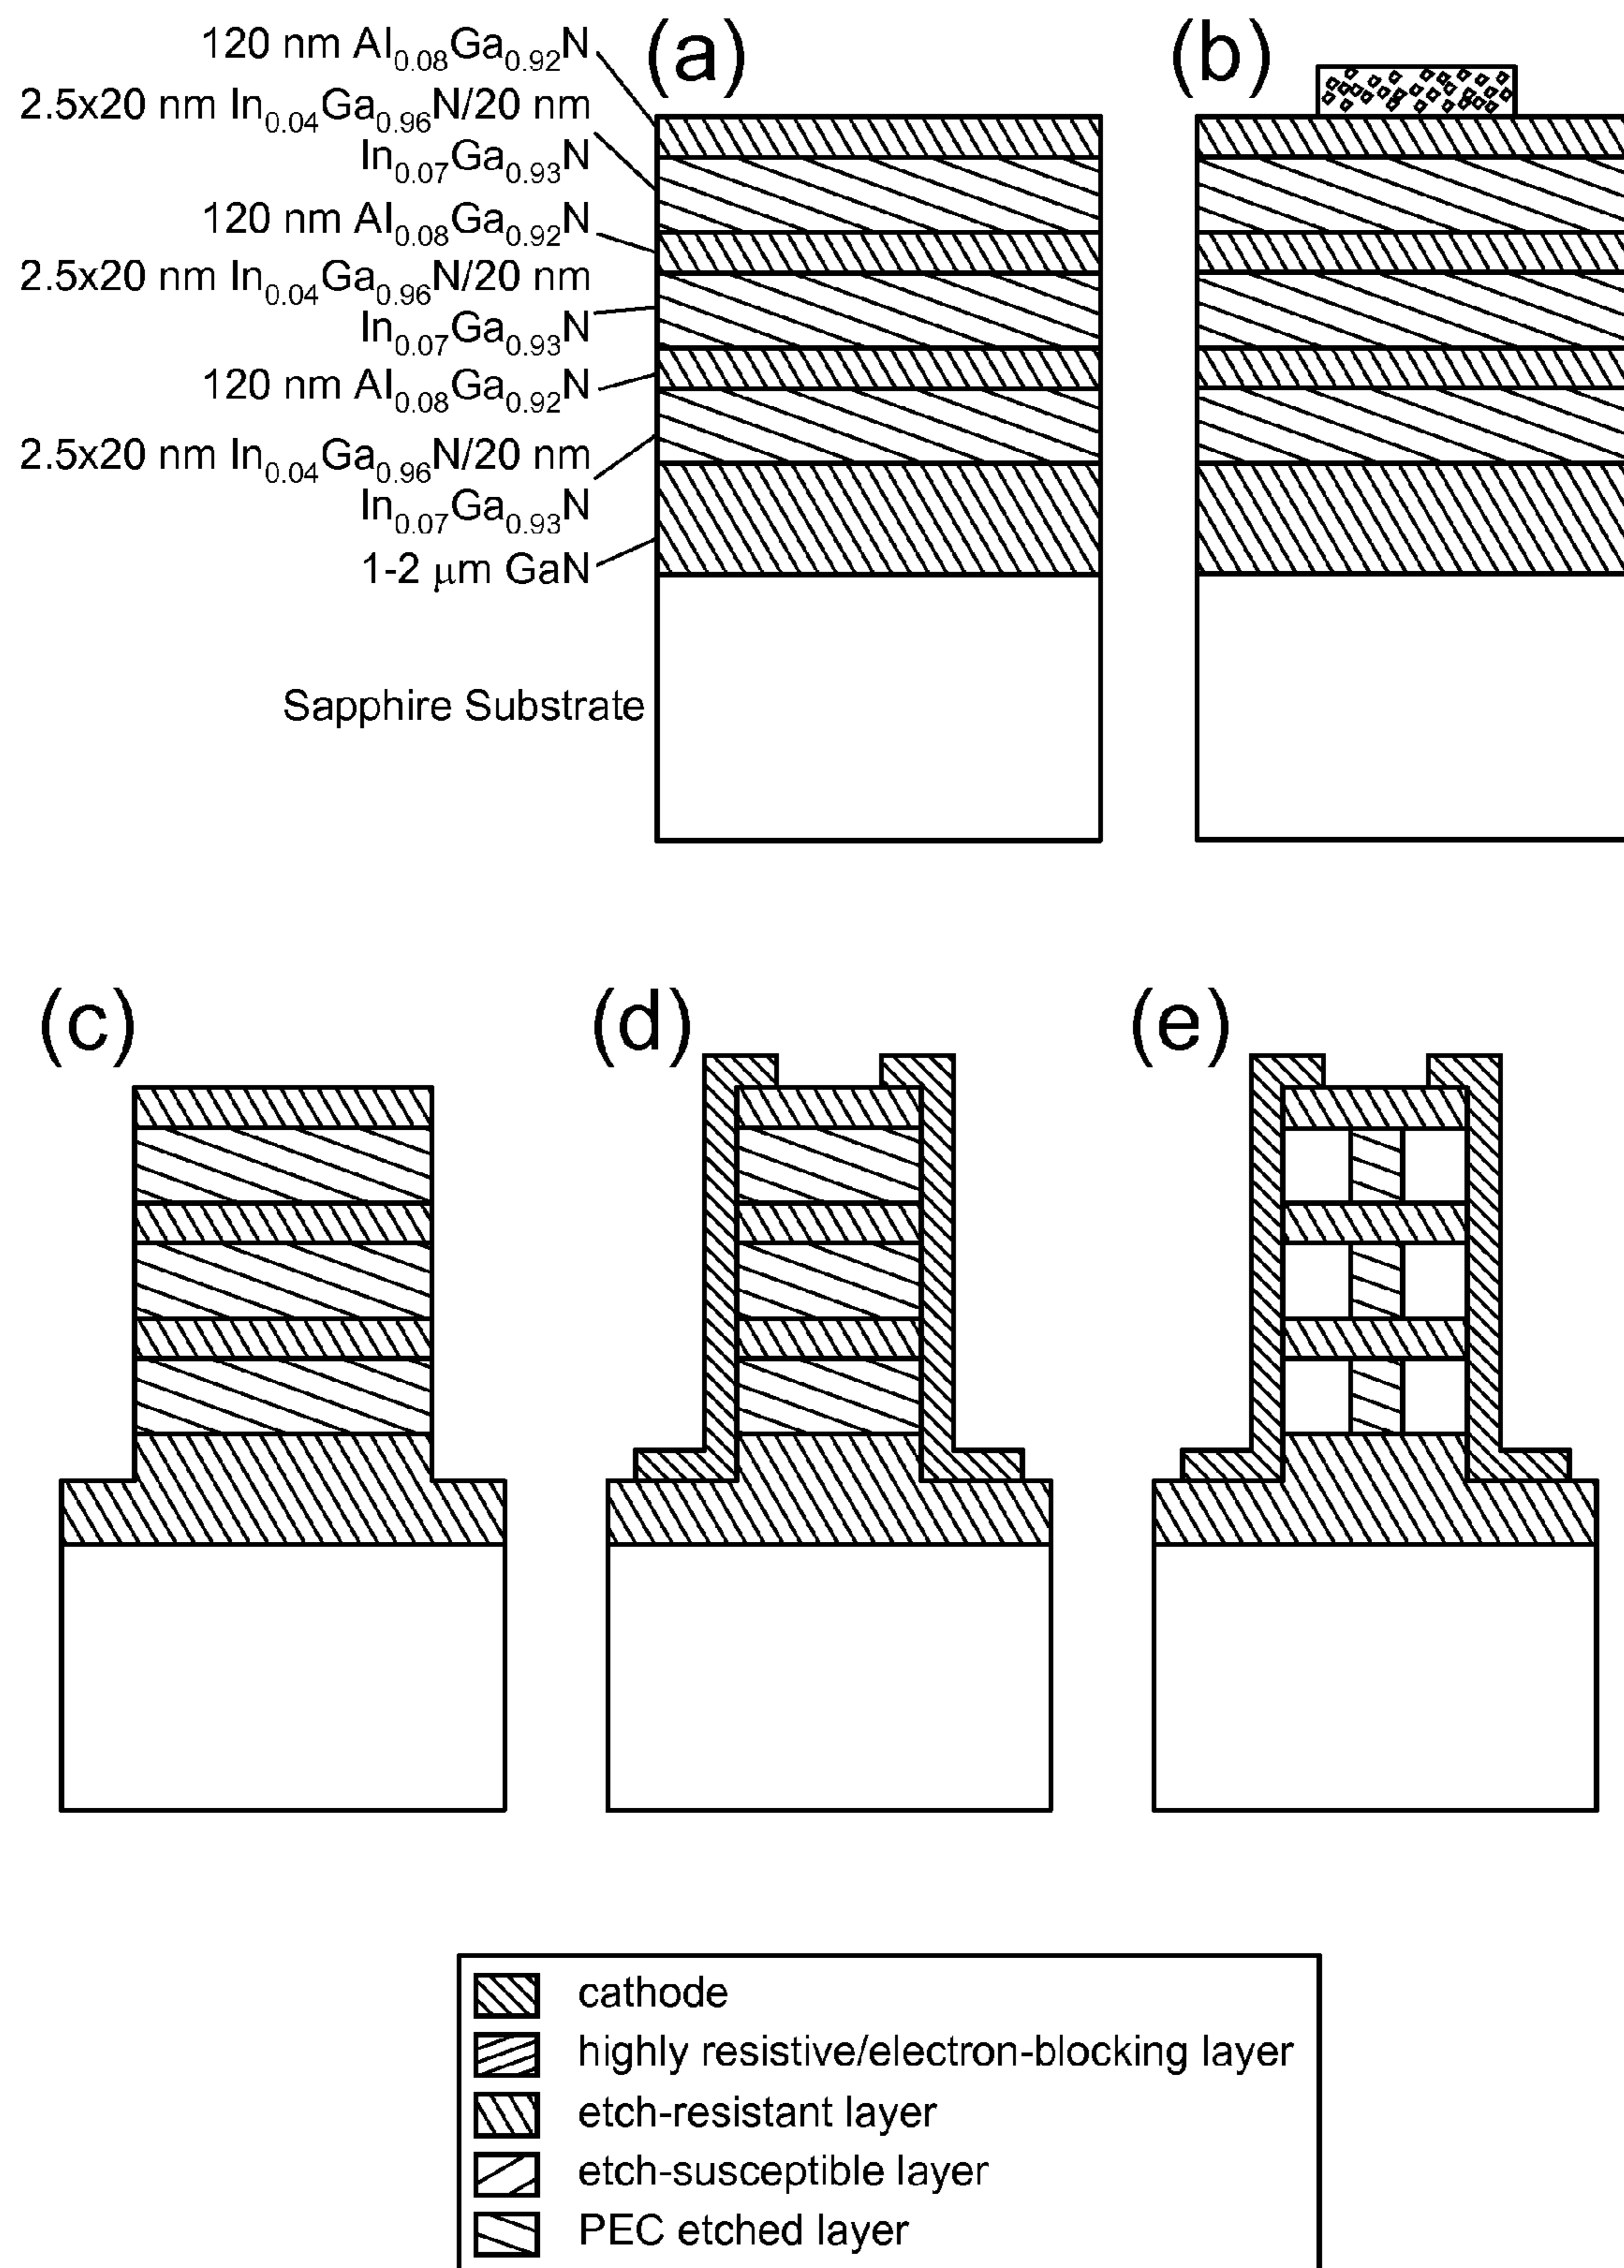 (a)
120 nm Al0.08Ga0.92N
2.5x20 nm In0.04Ga0.96N/20 nm
In0.07Ga0.93N
120 nm Al0.08Ga0.92N
2.5x20 nm In0.04Ga0.96N/20 nm
In0.07Ga0.93N
120 nm Al0.08Ga0.92N
2.5x20 nm In0.04Ga0.96N/20 nm
In0.07Ga0.93N
1-2 μm GaN
Sapphire Substrate
(b)
(c)
(d)
(e)
cathode
highly resistive/electron-blocking layer
etch-resistant layer
etch-susceptible layer
PEC etched layer